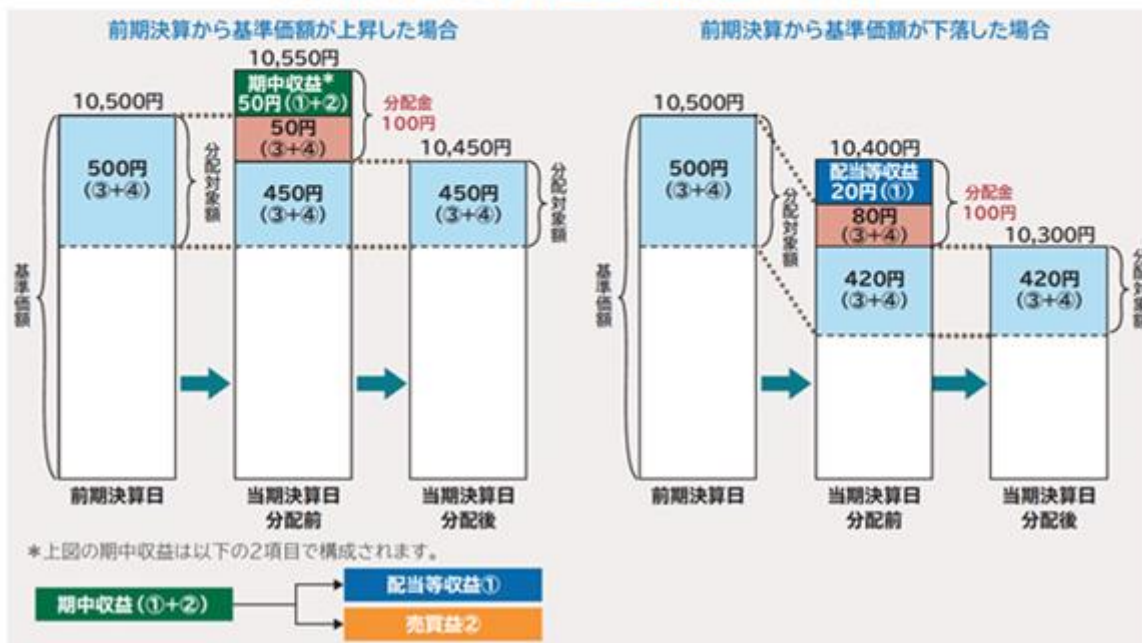 前期決算から基準価額が上昇した場合
10,500円
500円
(③+④)
分配対象額
基準価額
前期決算日
10,550円
期中収益*
50円(①+②)
50円
(③+④)
450円
(③+④)
分配金
100円
当期決算日
分配前
10,450円
450円
(③+④)
分配対象額
当期決算日
分配後
前期決算から基準価額が下落した場合
10,500円
500円
(③+④)
分配対象額
基準価額
前期決算日
10,400円
配当等収益
20円(①)
80円
(③+④)
420円
(③+④)
分配金
100円
当期決算日
分配前
10,300円
420円
(③+④)
分配対象額
当期決算日
分配後
*上図の期中収益は以下の2項目で構成されます。
期中収益(①+②)
配当等収益①
売買益②